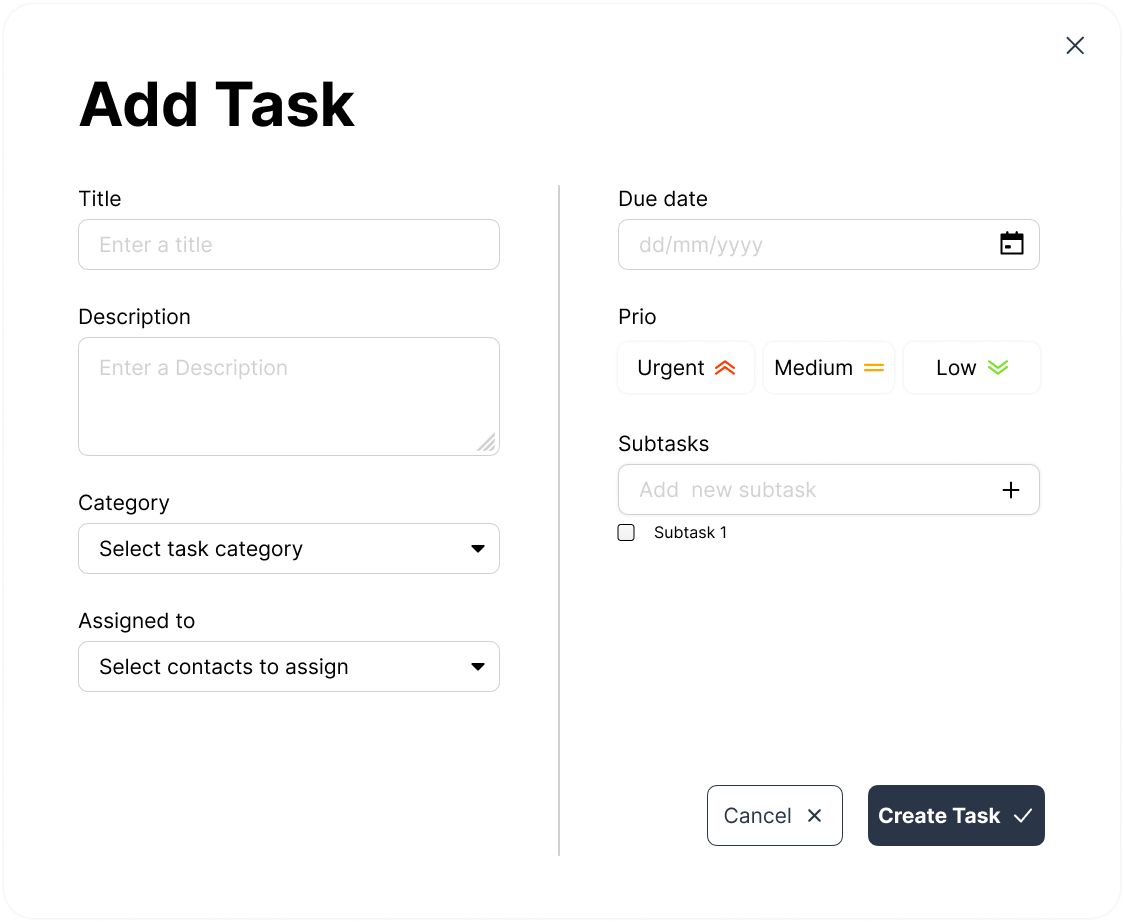 Add Task
Title
Enter a title
Description
Enter a Description
Category
Select task category
Assigned to
Select contacts to assign
Due date
dd/mm/yyyy
Prio
Urgent
Medium
Low
Subtasks
Add  new subtask
Subtask 1
Cancel
Create Task